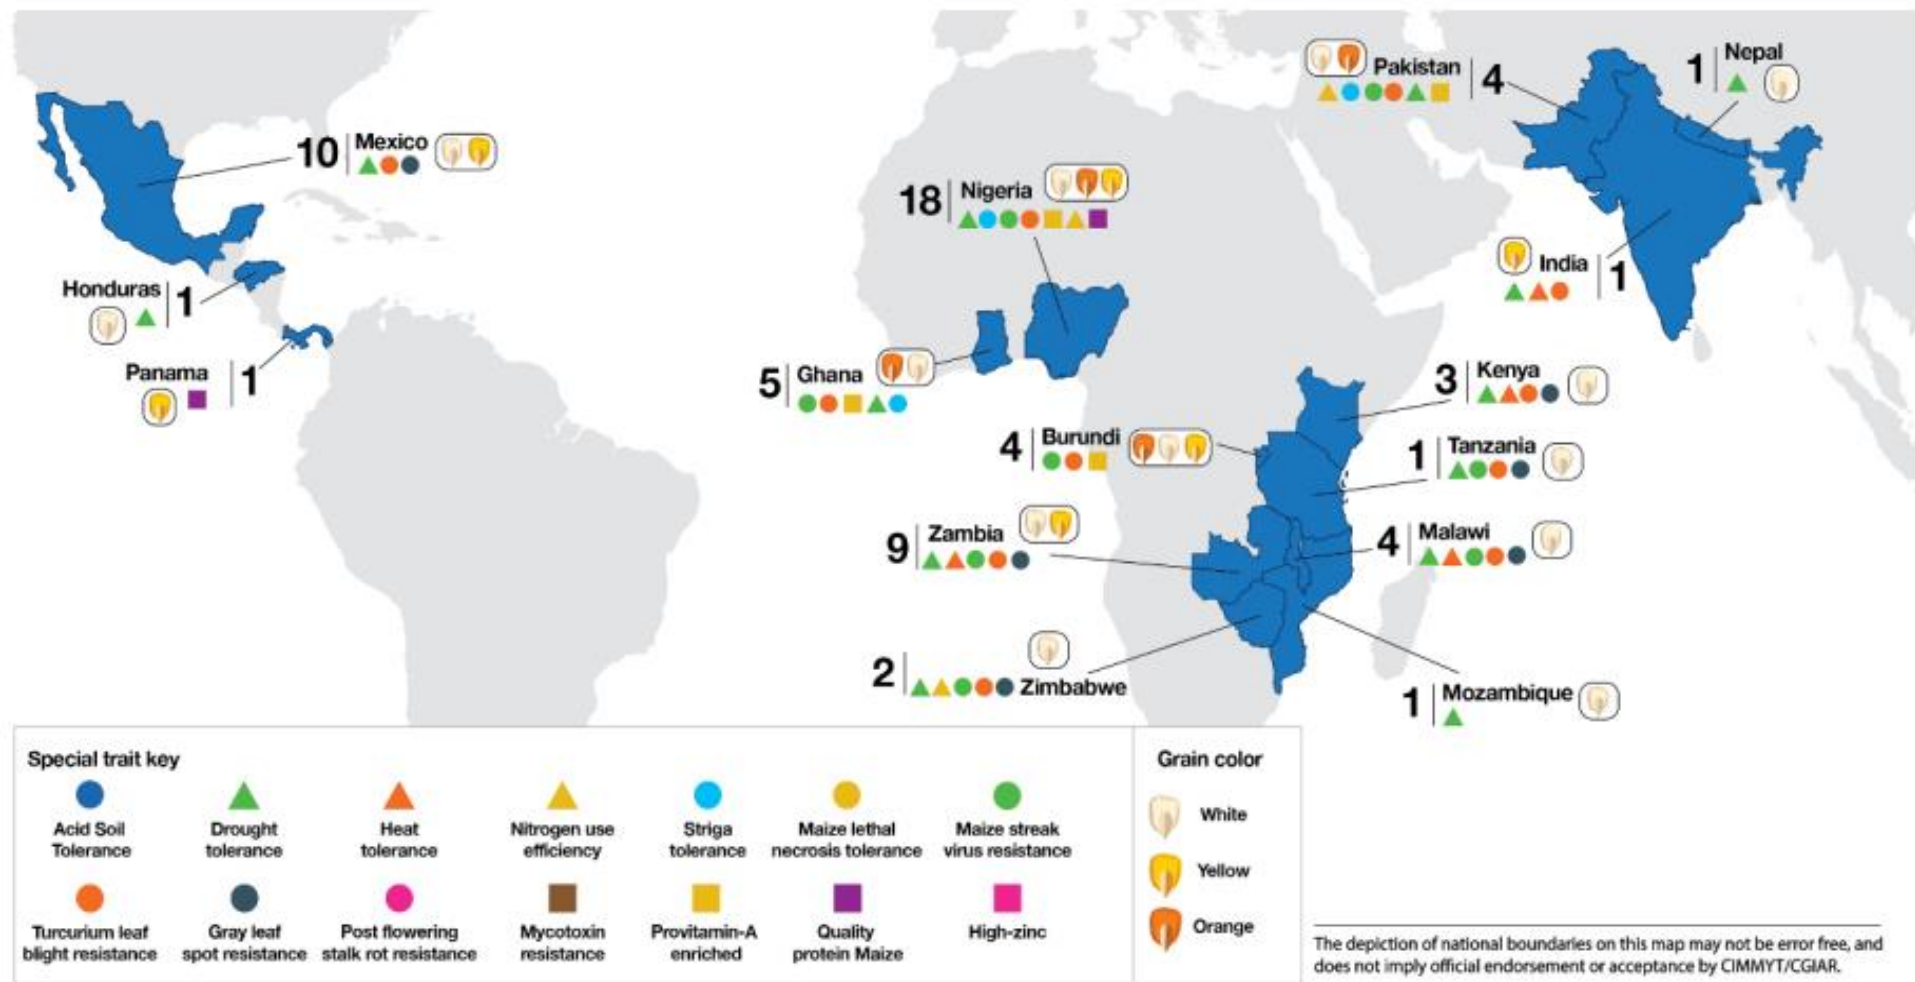 Nepal
1
Pakistan
4
Mexico
10
Nigeria
18
India
1
Honduras
1
Panama
1
Ghana
5
Kenya
3
Burundi
4
Tanzania
1
Zambia
9
Malawi
4
2
Zimbabwe
1
Mozambique
Special trait key
Acid Soil
Tolerance
Drought
tolerance
Heat
tolerance
Nitrogen use
efficiency
Striga
tolerance
Maize lethal
necrosis tolerance
Maize streak
virus resistance
Turcurium leaf
blight resistance
Gray leaf
spot resistance
Post flowering
stalk rot resistance
Mycotoxin
resistance
Provitamin-A
enriched
Quality
protein Maize
High-zinc
Grain color
White
Yellow
Orange
The depiction of national boundaries on this map may not be error free, and
does not imply official endorsement or acceptance by CIMMYT/CGIAR.